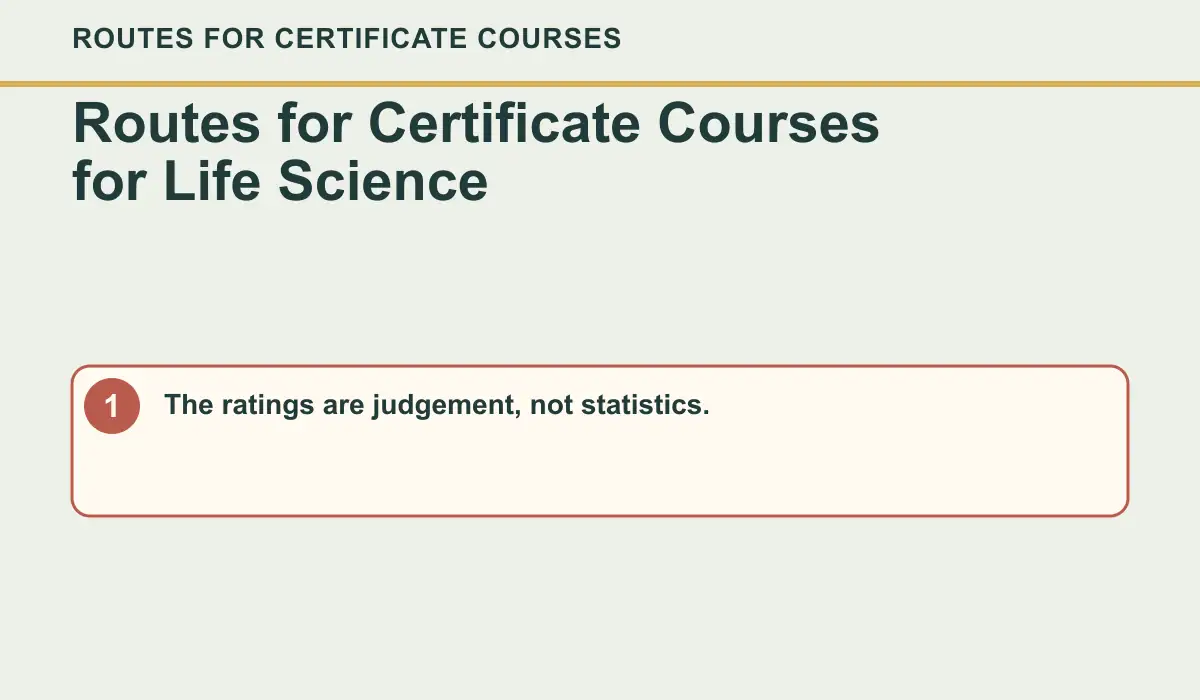 ROUTES FOR CERTIFICATE COURSES
Routes for Certificate Courses
for Life Science
1
The ratings are judgement, not statistics.